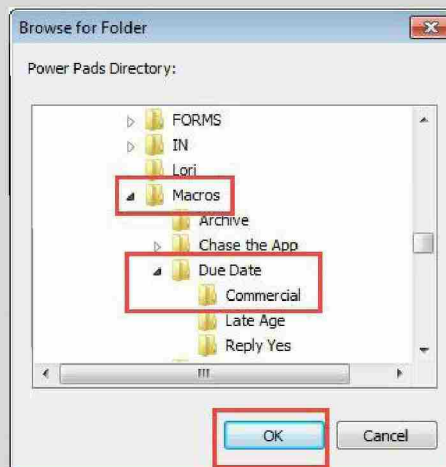 Browse for Folder
Power Pads Directory:
FORMS
IN
Lori
Macros
Archive
Chase the App
Due Date
Commercial
Late Age
Reply Yes
OK
Cancel